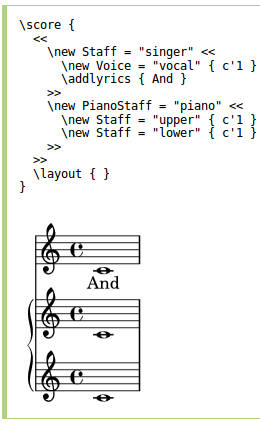 \score {
  <<
    \new Staff = "singer" <<
      \new Voice = "vocal" { c'1 }
      \addlyrics { And }
    >>
    \new PianoStaff = "piano" <<
      \new Staff = "upper" { c'1 }
      \new Staff = "lower" { c'1 }
    >>
  >>
  \layout { }
}
And